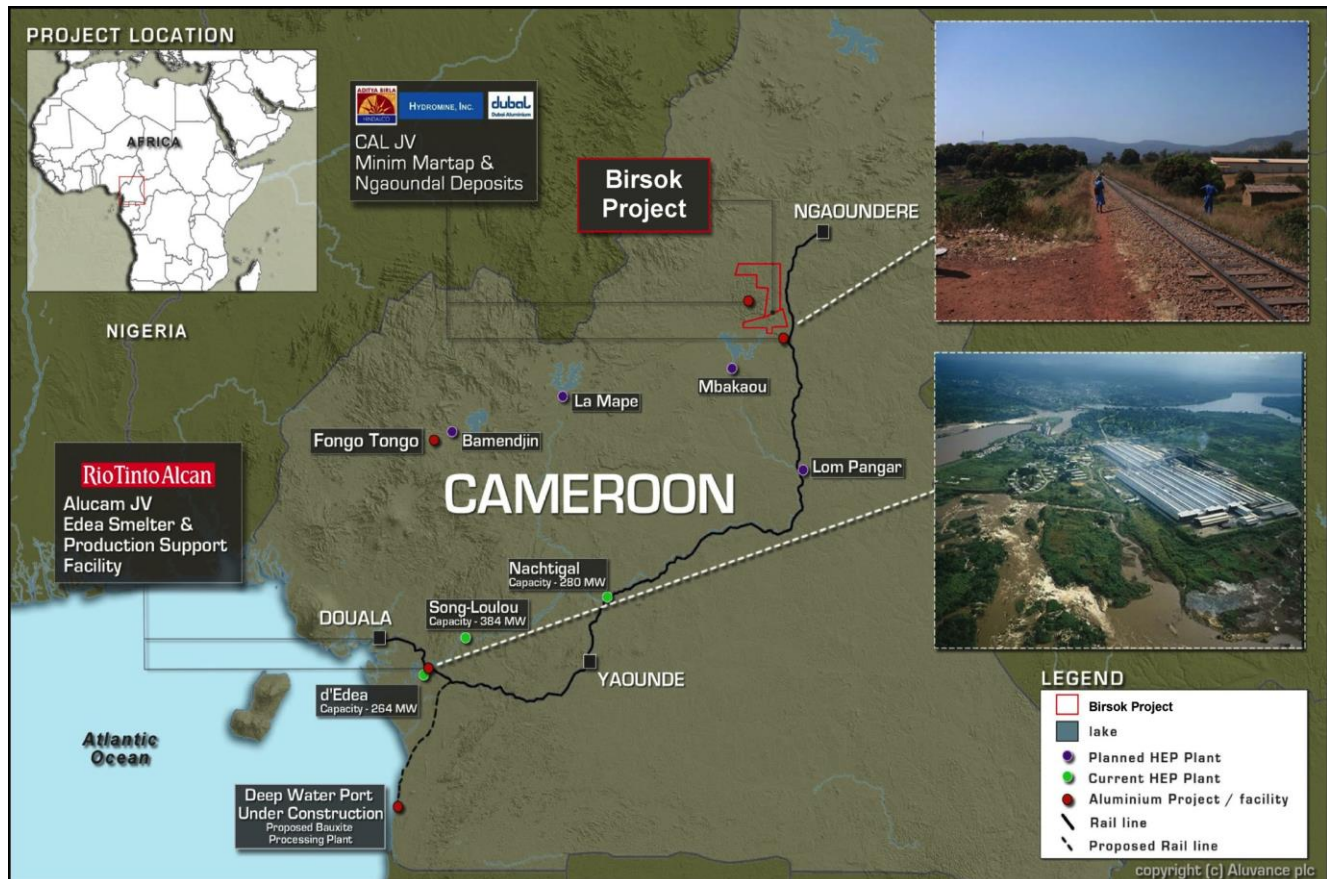 PROJECT LOCATION
AFRICA
ADITYA BIRLA
HINDALCO
HYDROMINE, INC.
dubal
Dubai Aluminium
CAL JV
Minim Martap &
Ngaoundal Deposits
Birsok
Project
NGAOUNDERE
NIGERIA
Mbakaou
La Mape
Fongo Tongo
Bamendjin
Lom Pangar
CAMEROON
RioTintoAlcan
Alucam JV
Edea Smelter &
Production Support
Facility
Nachtigal
Capacity - 280 MW
Song-Loulou
Capacity - 384 MW
DOUALA
YAOUNDE
d'Edea
Capacity - 264 MW
Atlantic
Ocean
Deep Water Port
Under Construction
Proposed Bauxite
Processing Plant
LEGEND
Birsok Project
lake
Planned HEP Plant
Current HEP Plant
Aluminium Project / facility
Rail line
Proposed Rail line
copyright (c) Aluvance plc